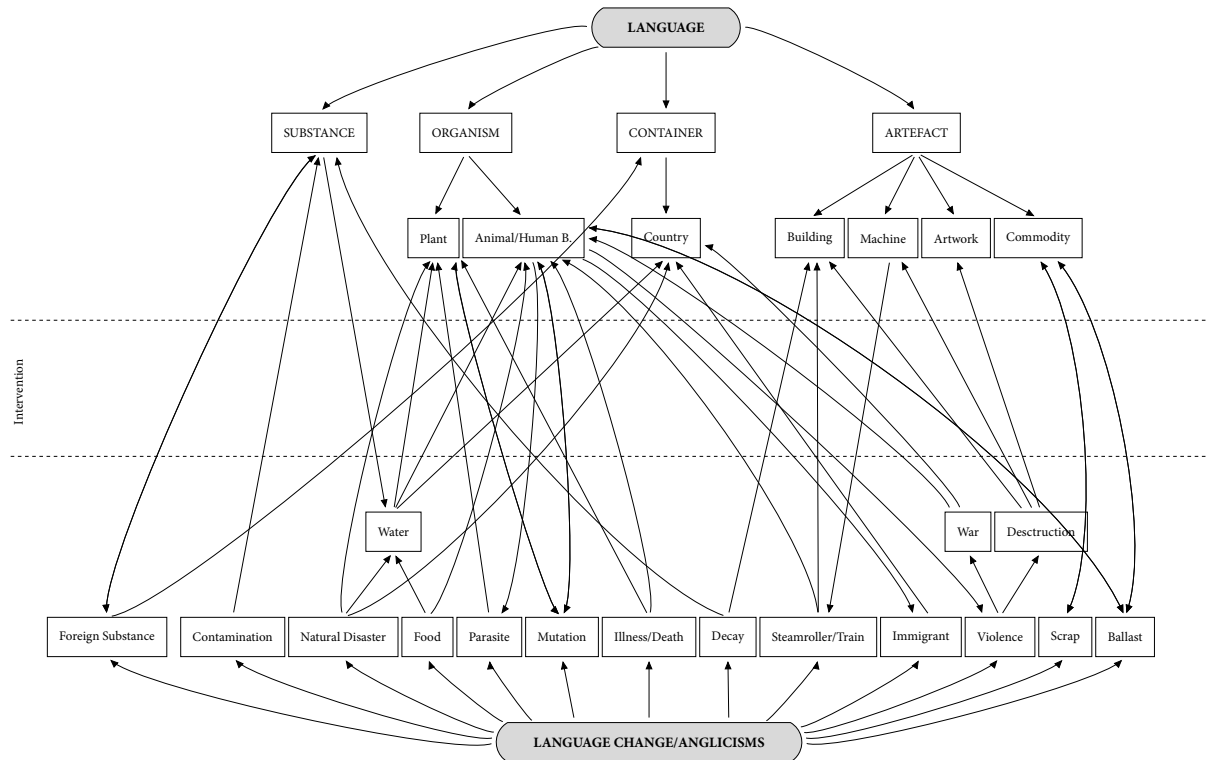 LANGUAGE
SUBSTANCE
ORGANISM
CONTAINER
ARTEFACT
Plant
Animal/Human B.
Country
Building
Machine
Artwork
Commodity
Intervention
Water
War
Desctruction
Foreign Substance
Contamination
Natural Disaster
Food
Parasite
Mutation
Illness/Death
Decay
Steamroller/Train
Immigrant
Violence
Scrap
Ballast
LANGUAGE CHANGE/ANGLICISMS